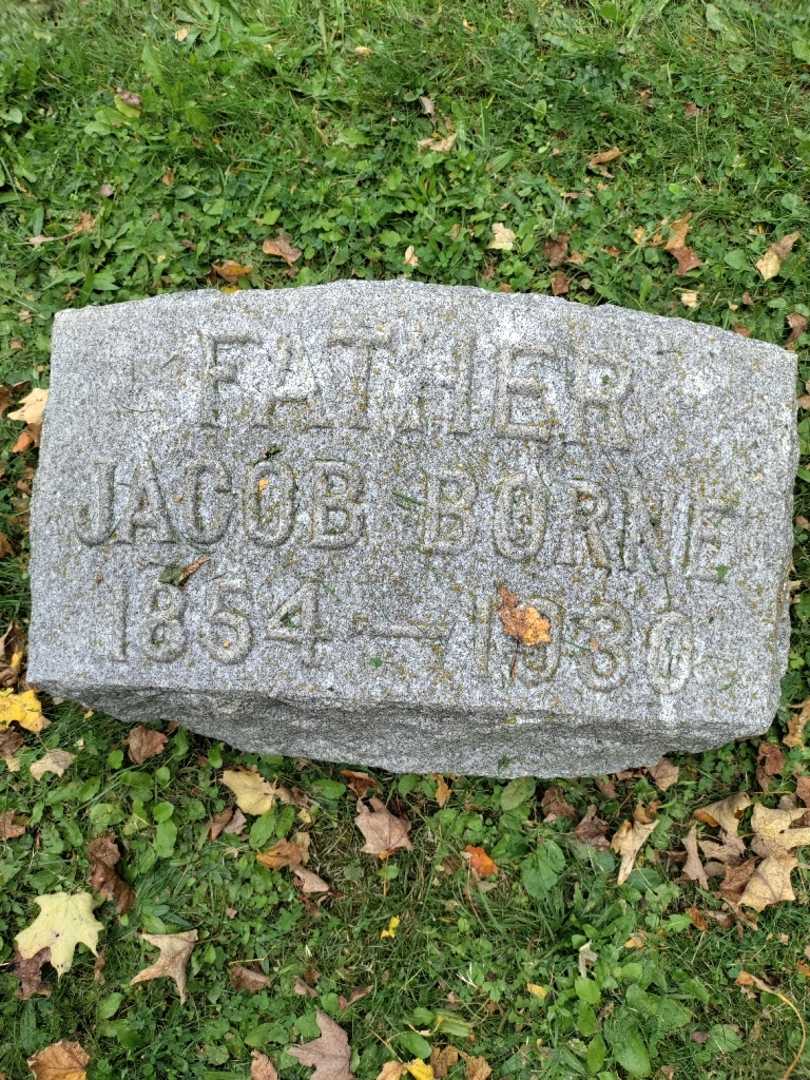 FATHER
JACOB BORNE
1854 — 1930